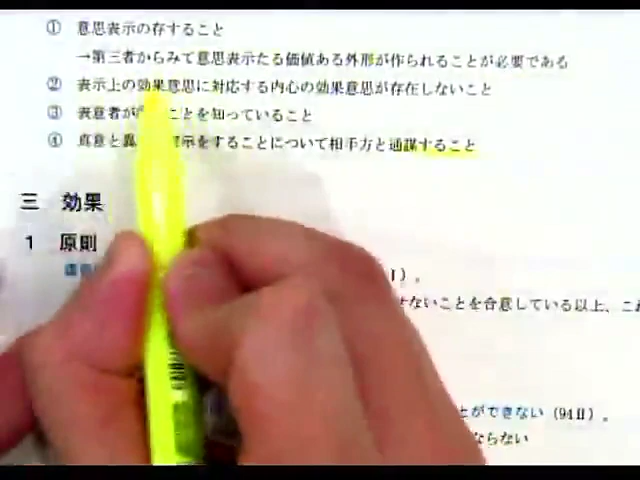 ① 意思表示の存すること
→第三者からみて意思表示たる価値ある外形が作られることが必要である
② 表示上の効果意思に対応する内心の効果意思が存在しないこと
③ 表意者が ことを知っていること
④ 真意と異 示をすることについて相手方と通謀すること
三 効果
1 原則
せないことを合意している以上、こ
とができない（94Ⅱ）。
ならない